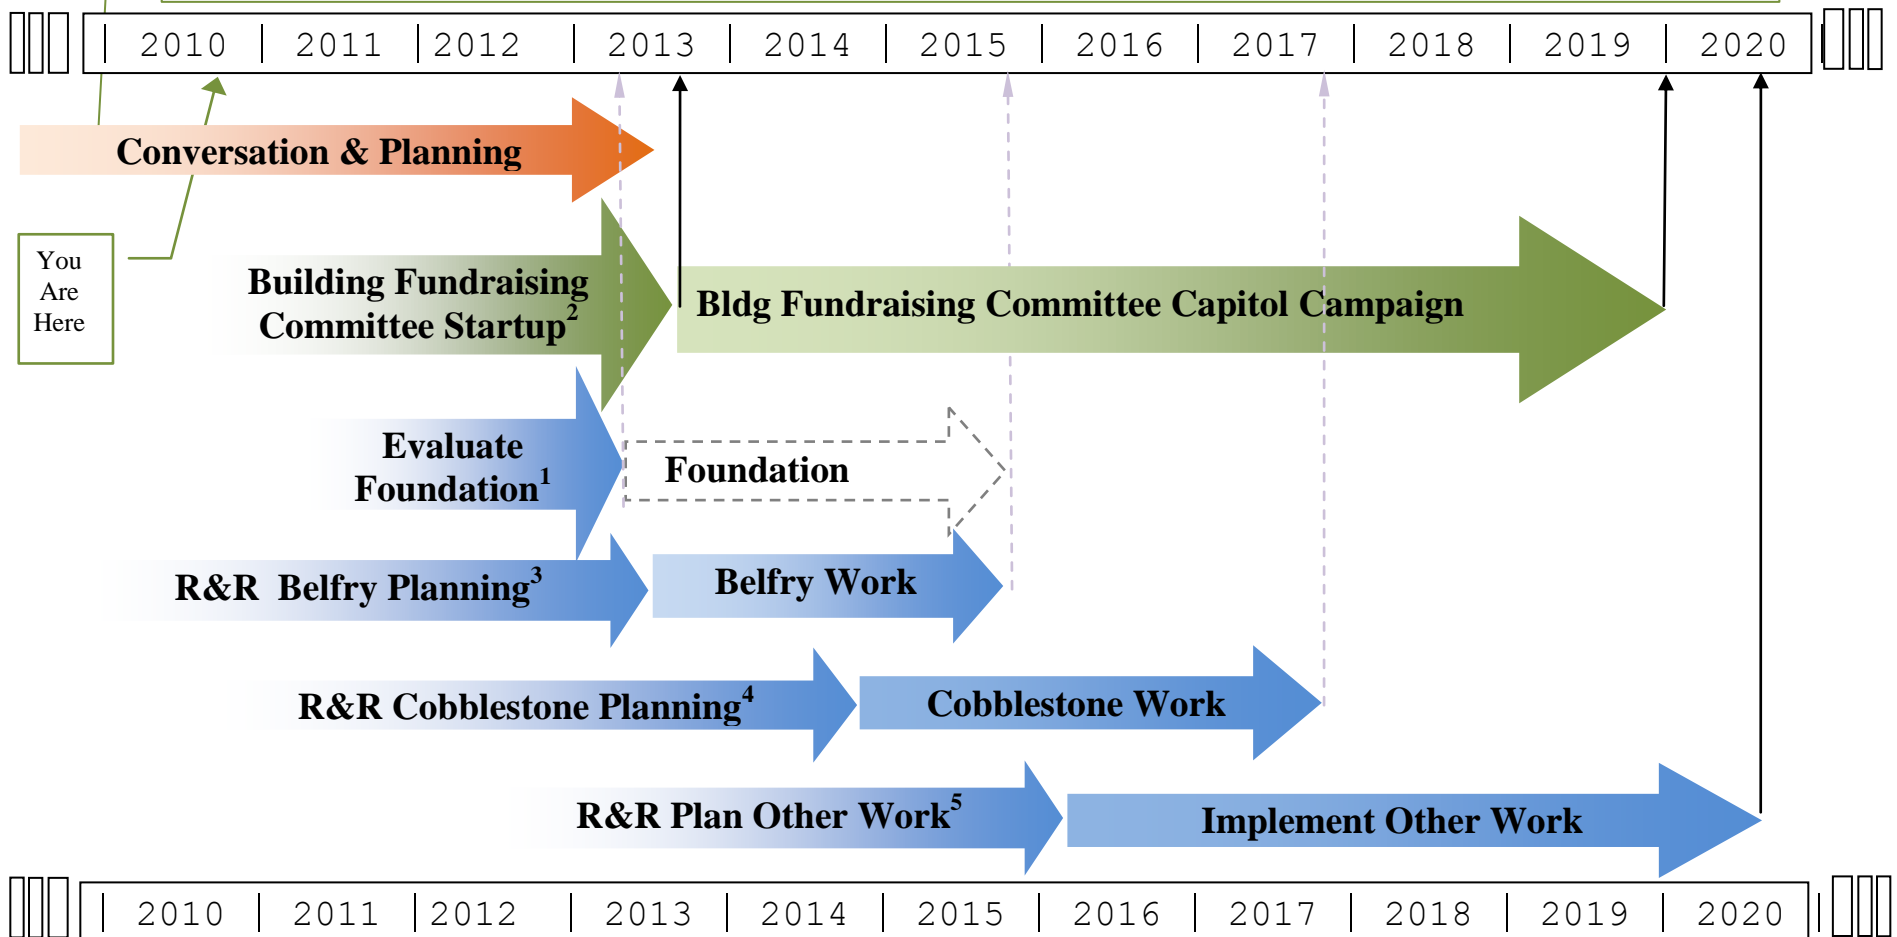 2010 2011 2012 2013 2014 2015 2016 2017 2018 2019 2020
Conversation & Planning
You
Are
Here
Building Fundraising
Committee Startup2
Bldg Fundraising Committee Capitol Campaign
Evaluate
Foundation1
Foundation
R&R Belfry Planning3
Belfry Work
R&R Cobblestone Planning4
Cobblestone Work
R&R Plan Other Work5
Implement Other Work
2010 2011 2012 2013 2014 2015 2016 2017 2018 2019 2020